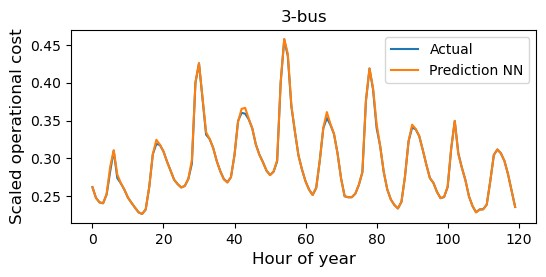 3-bus
Scaled operational cost
0.45
0.40
0.35
0.30
0.25
Actual
Prediction NN
0 20 40 60 80 100 120
Hour of year